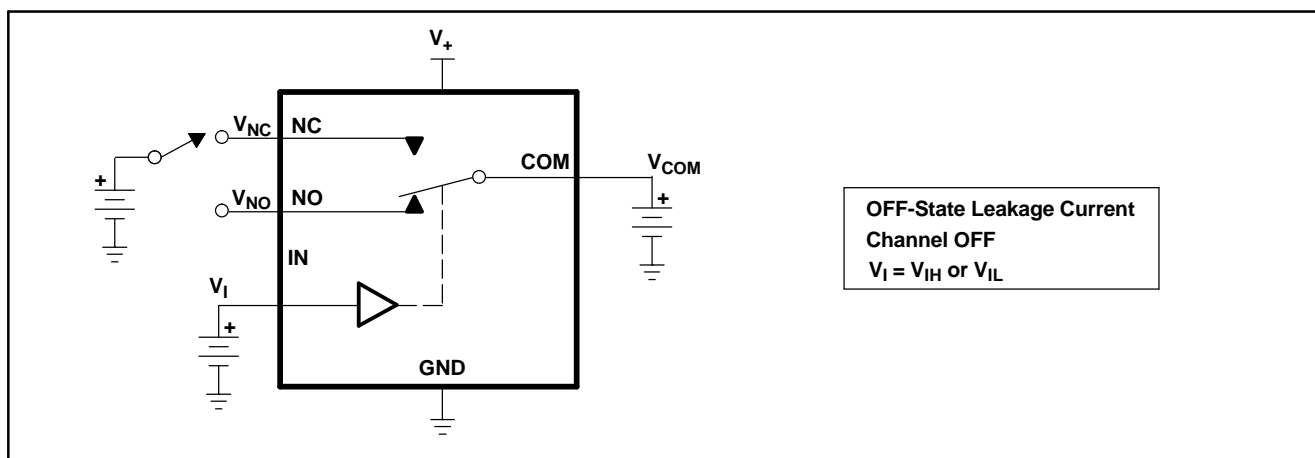 V+
VNC NC
COM VCOM
+
+
VNO NO
IN
VI
+
GND
OFF-State Leakage Current
Channel OFF
VI = VIH or VIL